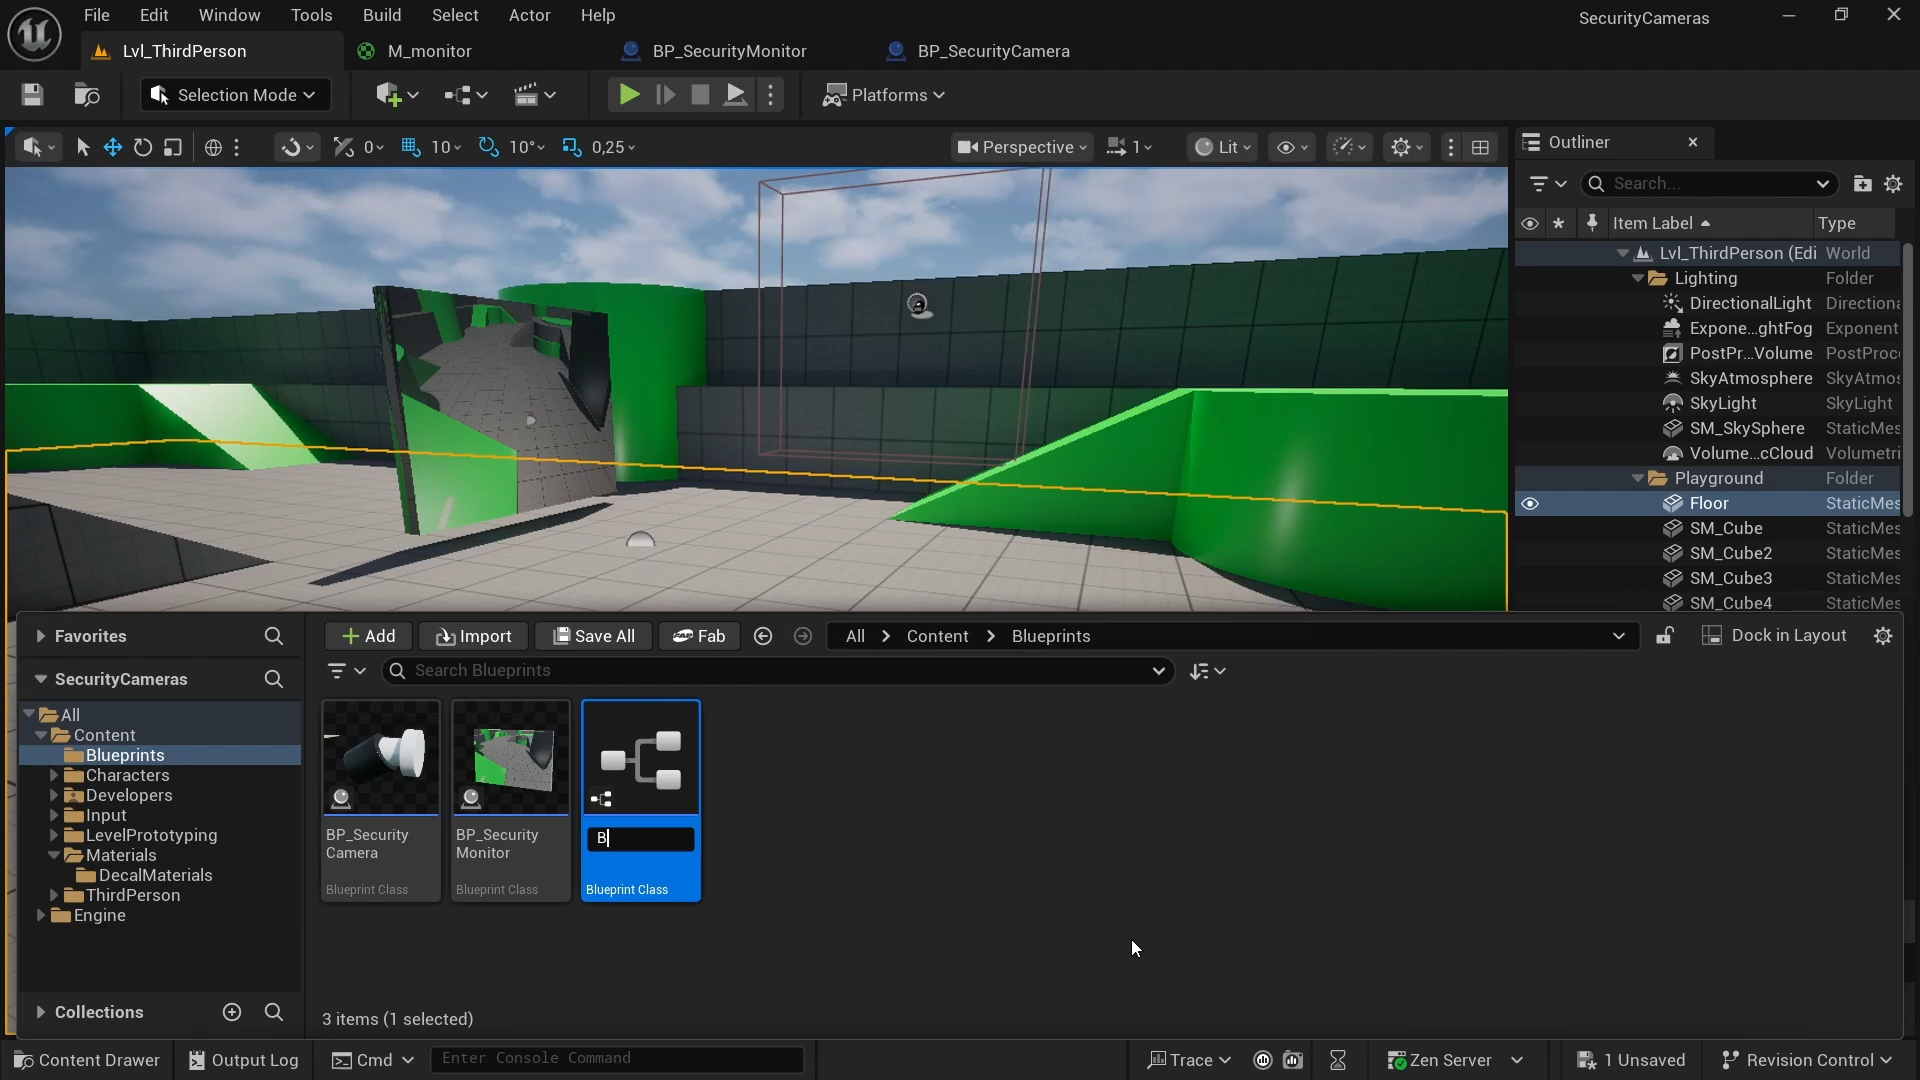 File Edit Window Tools Build Select Actor Help
SecurityCameras
Lvl_ThirdPerson
M_monitor
BP_SecurityMonitor
BP_SecurityCamera
Selection Mode
Platforms
0
10
10°
0,25
Perspective
1
Lit
Outliner
Search...
Item Label
Type
Lvl_ThirdPerson (Edi World
Lighting Folder
DirectionalLight Directiona
Expone...ghtFog Exponent
PostPr...Volume PostProc
SkyAtmosphere SkyAtmos
SkyLight SkyLight
SM_SkySphere StaticMes
Volume...cCloud Volumetri
Playground Folder
Floor StaticMes
SM_Cube StaticMes
SM_Cube2 StaticMes
SM_Cube3 StaticMes
SM_Cube4 StaticMes
Favorites
Add
Import
Save All
Fab
All
Content
Blueprints
Dock in Layout
SecurityCameras
Search Blueprints
All
Content
Blueprints
Characters
Developers
Input
LevelPrototyping
Materials
DecalMaterials
ThirdPerson
Engine
BP_Security
Camera
Blueprint Class
BP_Security
Monitor
Blueprint Class
B
Blueprint Class
Collections
3 items (1 selected)
Content Drawer
Output Log
Cmd
Enter Console Command
Trace
Zen Server
1 Unsaved
Revision Control